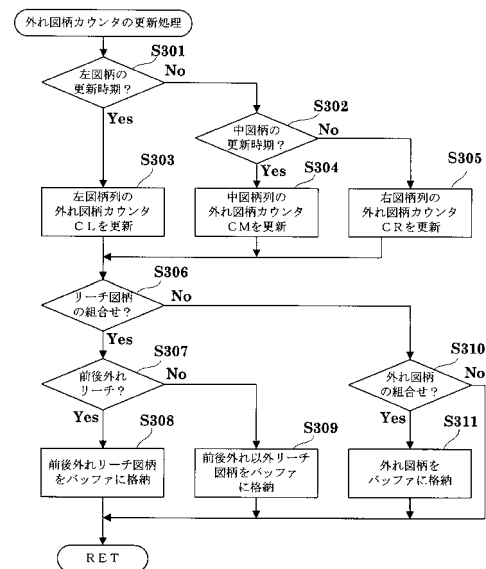 外れ図柄カウンタの更新処理
S301
左図柄の
更新時期?
No
Yes
S302
中図柄の
更新時期?
No
Yes
S303
左図柄列の
外れ図柄カウンタ
CLを更新
S304
中図柄列の
外れ図柄カウンタ
CMを更新
S305
右図柄列の
外れ図柄カウンタ
CRを更新
S306
リーチ図柄
の組合せ?
No
Yes
S307
前後外れ
リーチ?
No
Yes
S310
外れ図柄
の組合せ?
No
Yes
S308
前後外れリーチ図柄
をバッファに格納
S309
前後外れ以外リーチ
図柄をバッファ
に格納
S311
外れ図柄を
バッファに格納
RET